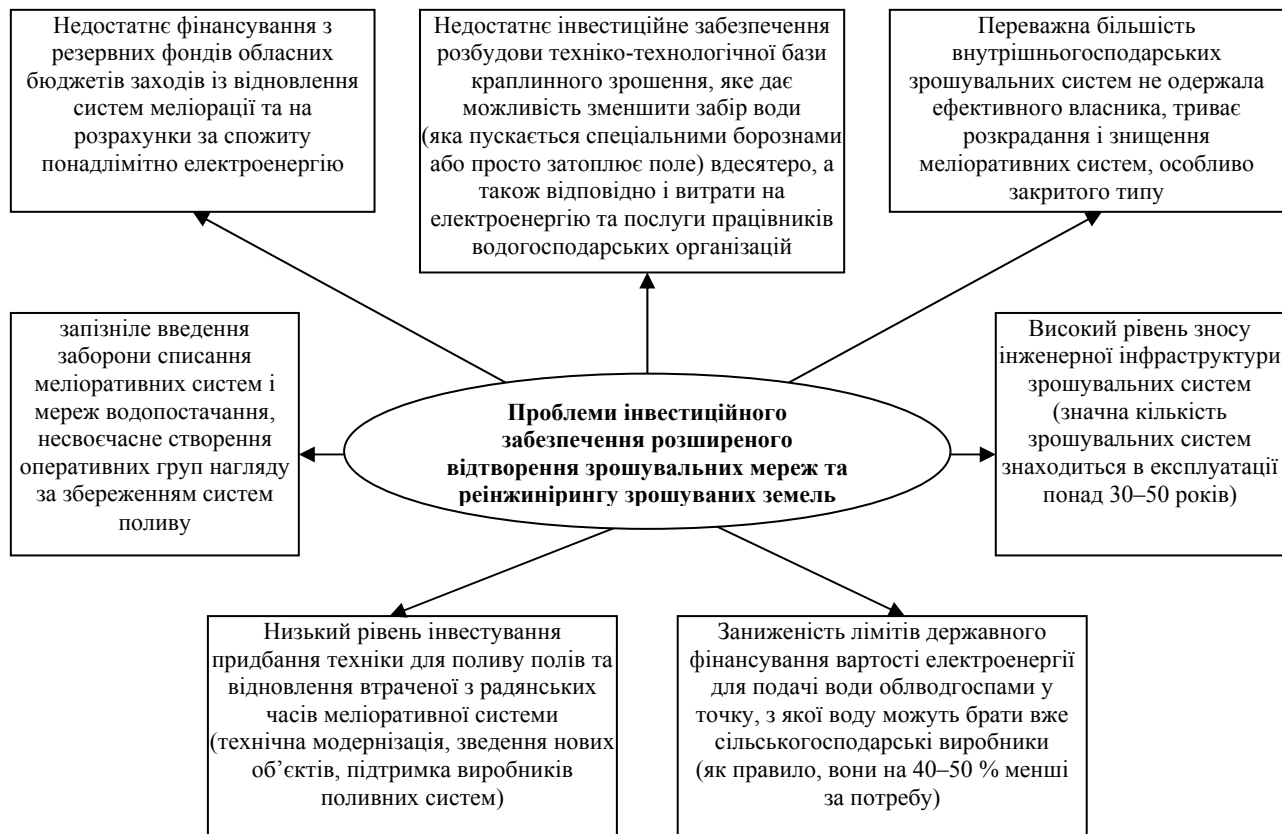 Недостатнє фінансування з
резервних фондів обласних
бюджетів заходів із відновлення
систем меліорації та на
розрахунки за спожиту
понадлімітно електроенергію
Недостатнє інвестиційне забезпечення
розбудови техніко-технологічної бази
краплинного зрошення, яке дає
можливість зменшити забір води
(яка пускається спеціальними борознами
або просто затоплює поле) вдесятеро, а
також відповідно і витрати на
електроенергію та послуги працівників
водогосподарських організацій
Переважна більшість
внутрішньогосподарських
зрошувальних систем не одержала
ефективного власника, триває
розкрадання і знищення
меліоративних систем, особливо
закритого типу
запізніле введення
заборони списання
меліоративних систем і
мереж водопостачання,
несвоєчасне створення
оперативних груп нагляду
за збереженням систем
поливу
Проблеми інвестиційного
забезпечення розширеного
відтворення зрошувальних мереж та
реінжинірингу зрошуваних земель
Високий рівень зносу
інженерної інфраструктури
зрошувальних систем
(значна кількість
зрошувальних систем
знаходиться в експлуатації
понад 30–50 років)
Низький рівень інвестування
придбання техніки для поливу полів та
відновлення втраченої з радянських
часів меліоративної системи
(технічна модернізація, зведення нових
об’єктів, підтримка виробників
поливних систем)
Заниженість лімітів державного
фінансування вартості електроенергії
для подачі води облводгоспами у
точку, з якої воду можуть брати вже
сільськогосподарські виробники
(як правило, вони на 40–50 % менші
за потребу)